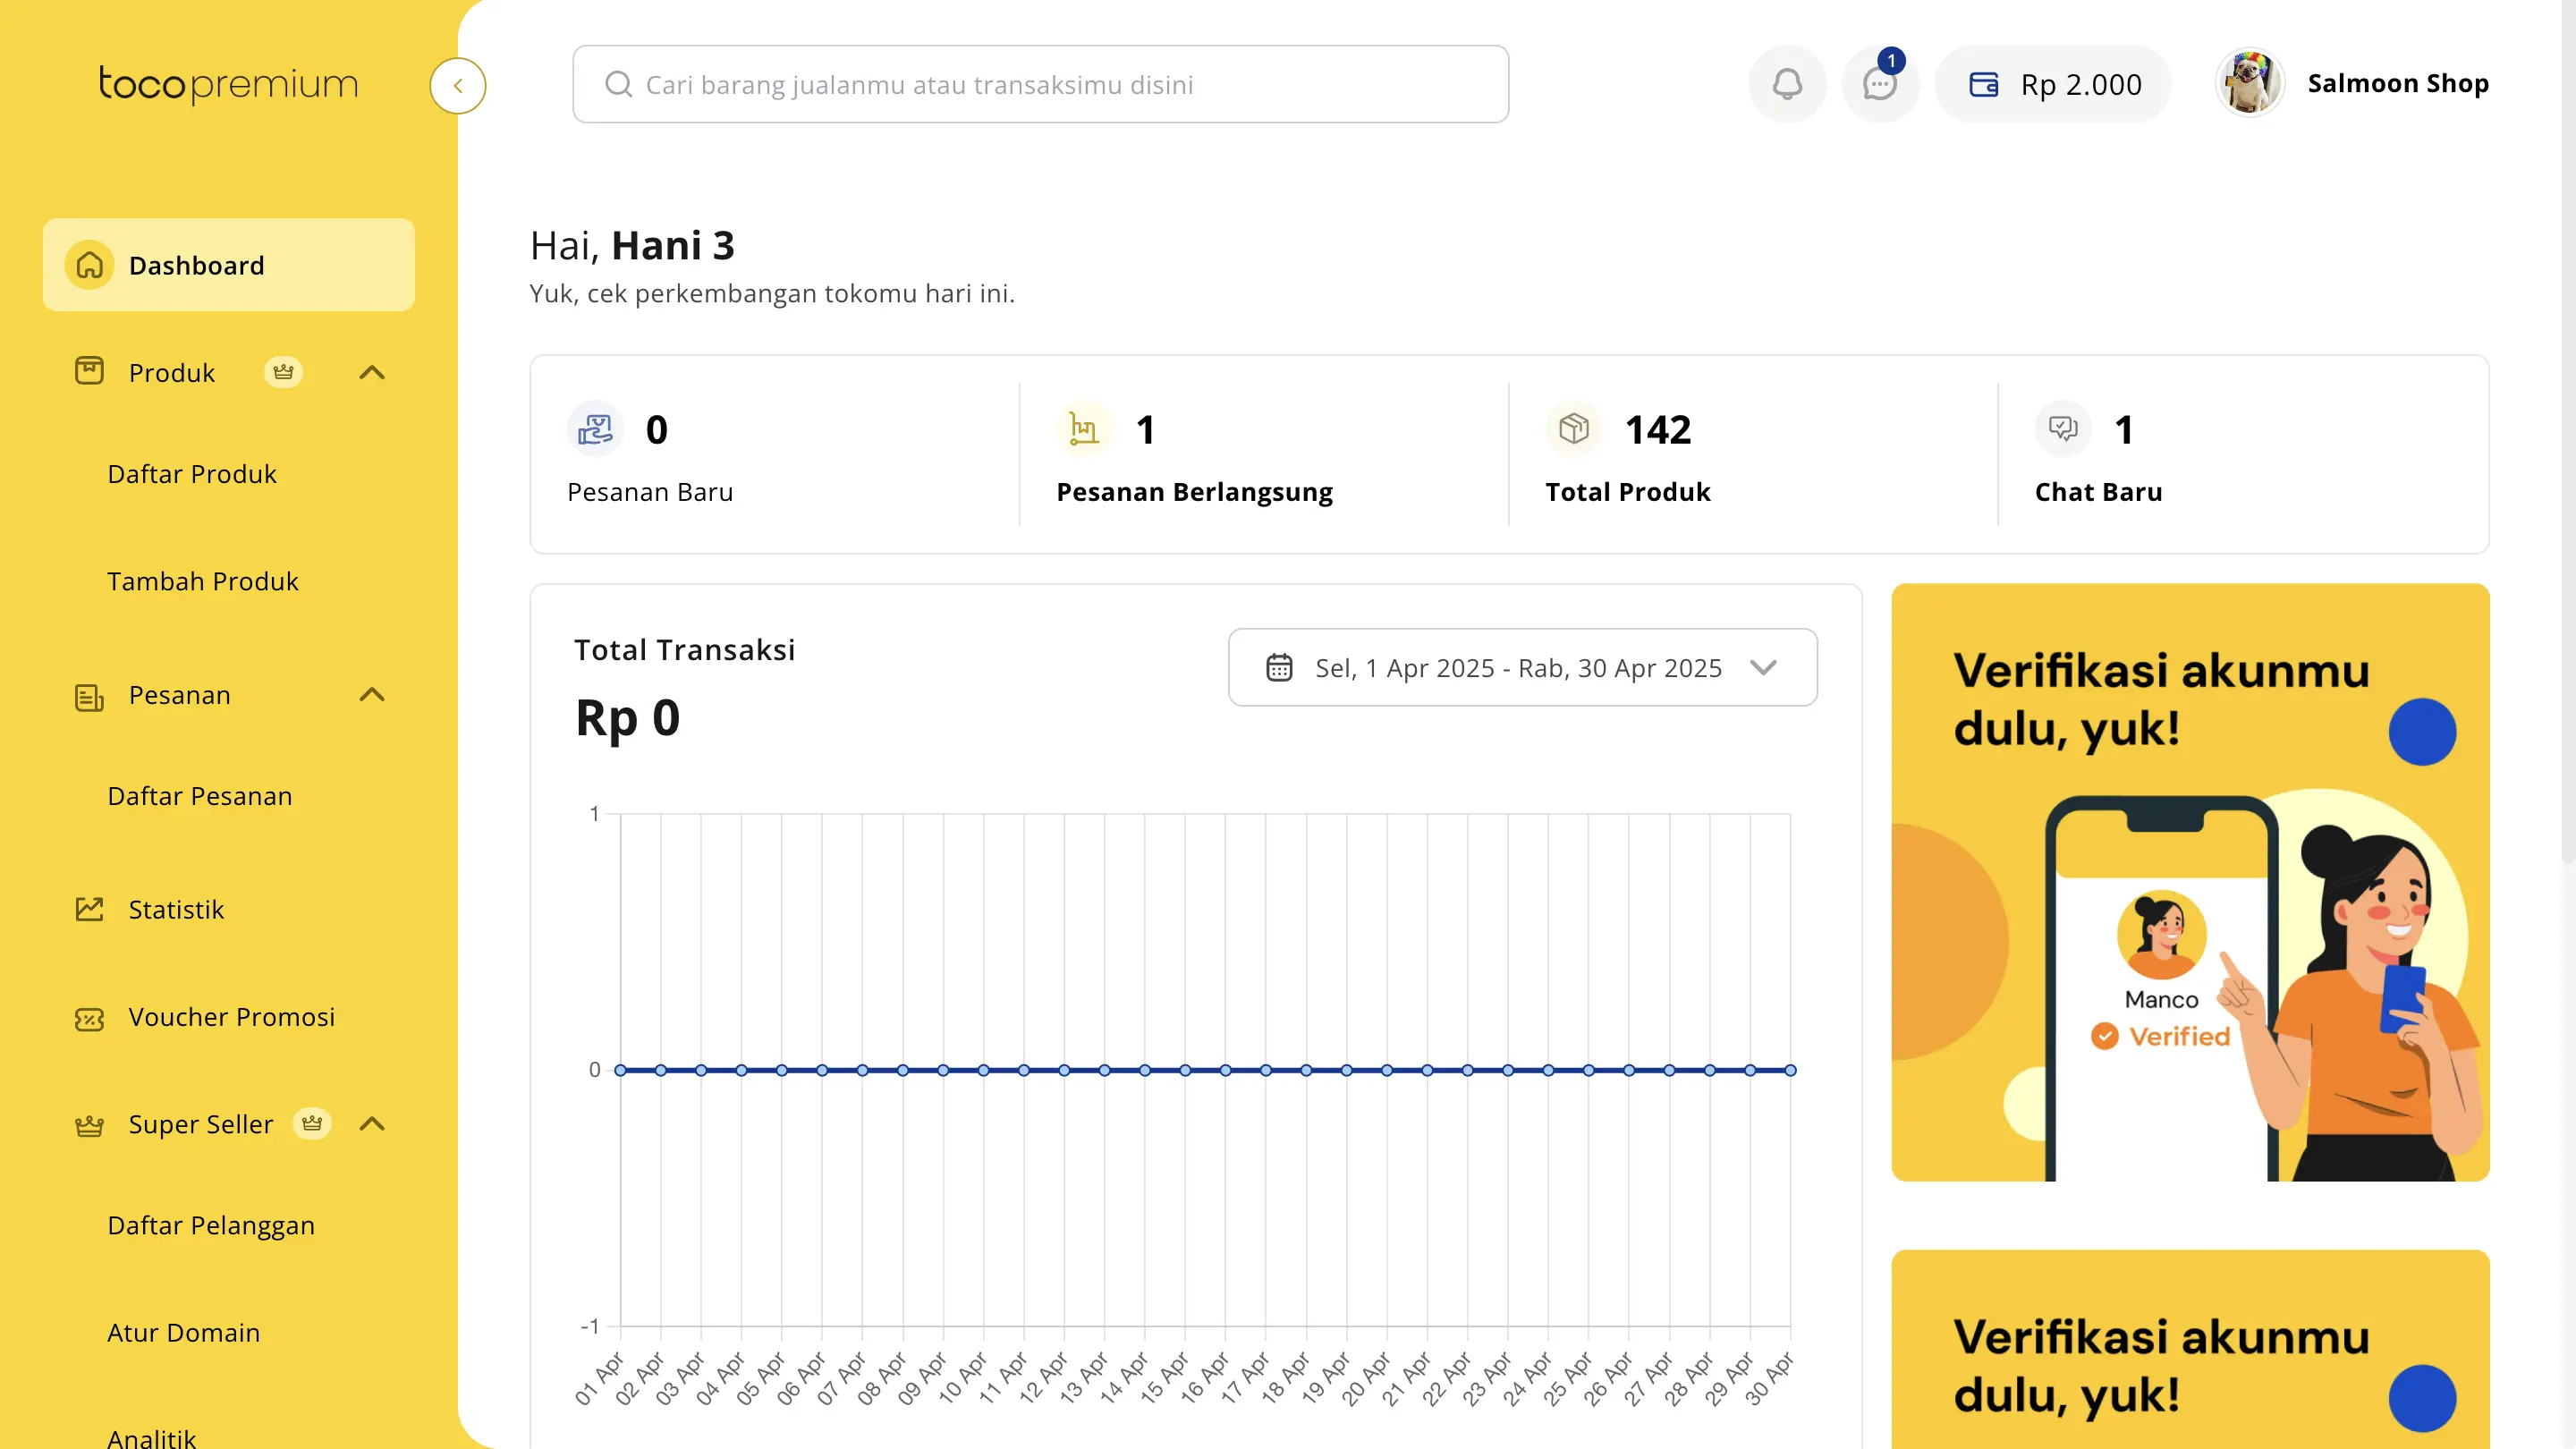 tocopremium
Cari barang jualanmu atau transaksimu disini
1
Rp 2.000
Salmoon Shop
Dashboard
Produk
Daftar Produk
Tambah Produk
Pesanan
Daftar Pesanan
Statistik
Voucher Promosi
Super Seller
Daftar Pelanggan
Atur Domain
Analitik
Hai, Hani 3
Yuk, cek perkembangan tokomu hari ini.
0
Pesanan Baru
1
Pesanan Berlangsung
142
Total Produk
1
Chat Baru
Total Transaksi
Rp 0
Sel, 1 Apr 2025 - Rab, 30 Apr 2025
1
0
-1
01 Apr
02 Apr
03 Apr
04 Apr
05 Apr
06 Apr
07 Apr
08 Apr
09 Apr
10 Apr
11 Apr
12 Apr
13 Apr
14 Apr
15 Apr
16 Apr
17 Apr
18 Apr
19 Apr
20 Apr
21 Apr
22 Apr
23 Apr
24 Apr
25 Apr
26 Apr
27 Apr
28 Apr
29 Apr
30 Apr
Verifikasi akunmu
dulu, yuk!
Manco
Verified
Verifikasi akunmu
dulu, yuk!